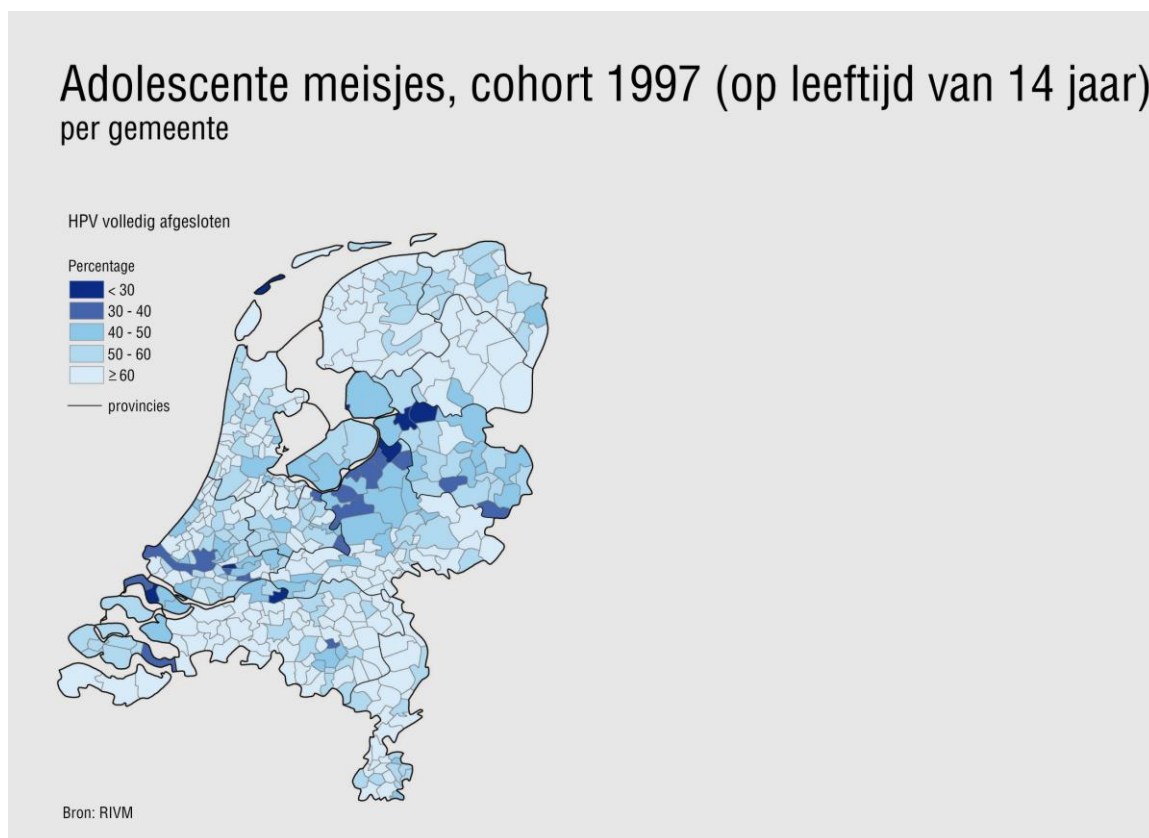 Adolescente meisjes, cohort 1997 (op leeftijd van 14 jaar)
per gemeente
HPV volledig afgesloten
Percentage
< 30
30 - 40
40 - 50
50 - 60
≥ 60
provincies
Bron: RIVM